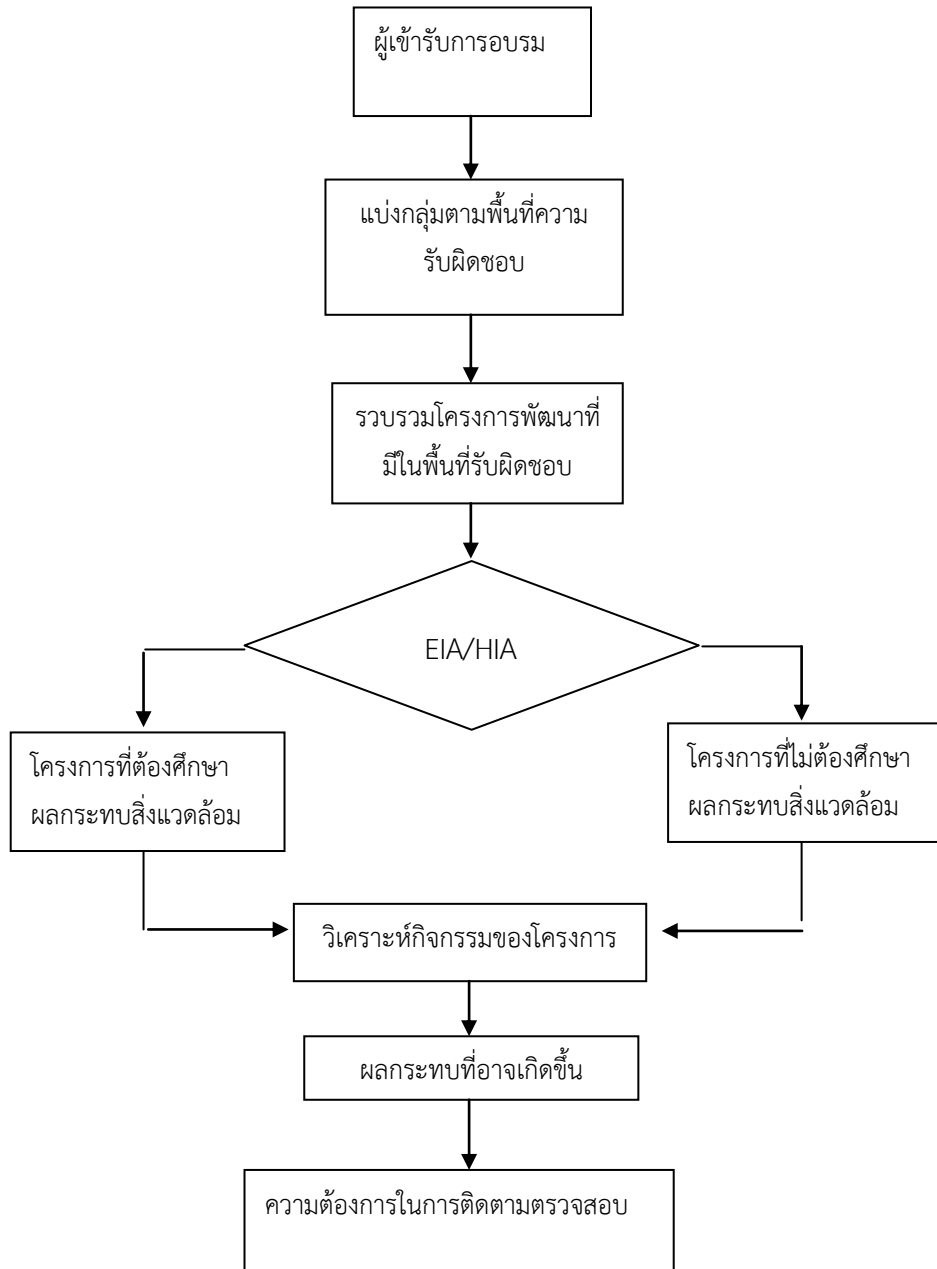 ผู้เข้ารับการอบรม
แบ่งกลุ่มตามพื้นที่ความ
รับผิดชอบ
รวบรวมโครงการพัฒนาที่
มีในพื้นที่รับผิดชอบ
EIA/HIA
โครงการที่ต้องศึกษา
ผลกระทบสิ่งแวดล้อม
โครงการที่ไม่ต้องศึกษา
ผลกระทบสิ่งแวดล้อม
วิเคราะห์กิจกรรมของโครงการ
ผลกระทบที่อาจเกิดขึ้น
ความต้องการในการติดตามตรวจสอบ